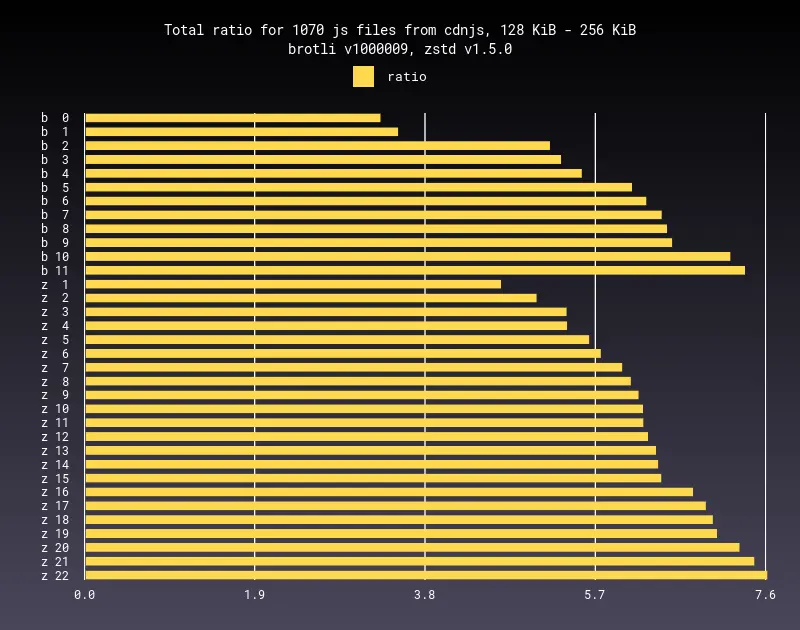 Total ratio for 1070 js files from cdnjs, 128 KiB - 256 KiB
brotli v1000009, zstd v1.5.0
ratio
b 0
b 1
b 2
b 3
b 4
b 5
b 6
b 7
b 8
b 9
b 10
b 11
z 1
z 2
z 3
z 4
z 5
z 6
z 7
z 8
z 9
z 10
z 11
z 12
z 13
z 14
z 15
z 16
z 17
z 18
z 19
z 20
z 21
z 22
0.0 1.9 3.8 5.7 7.6